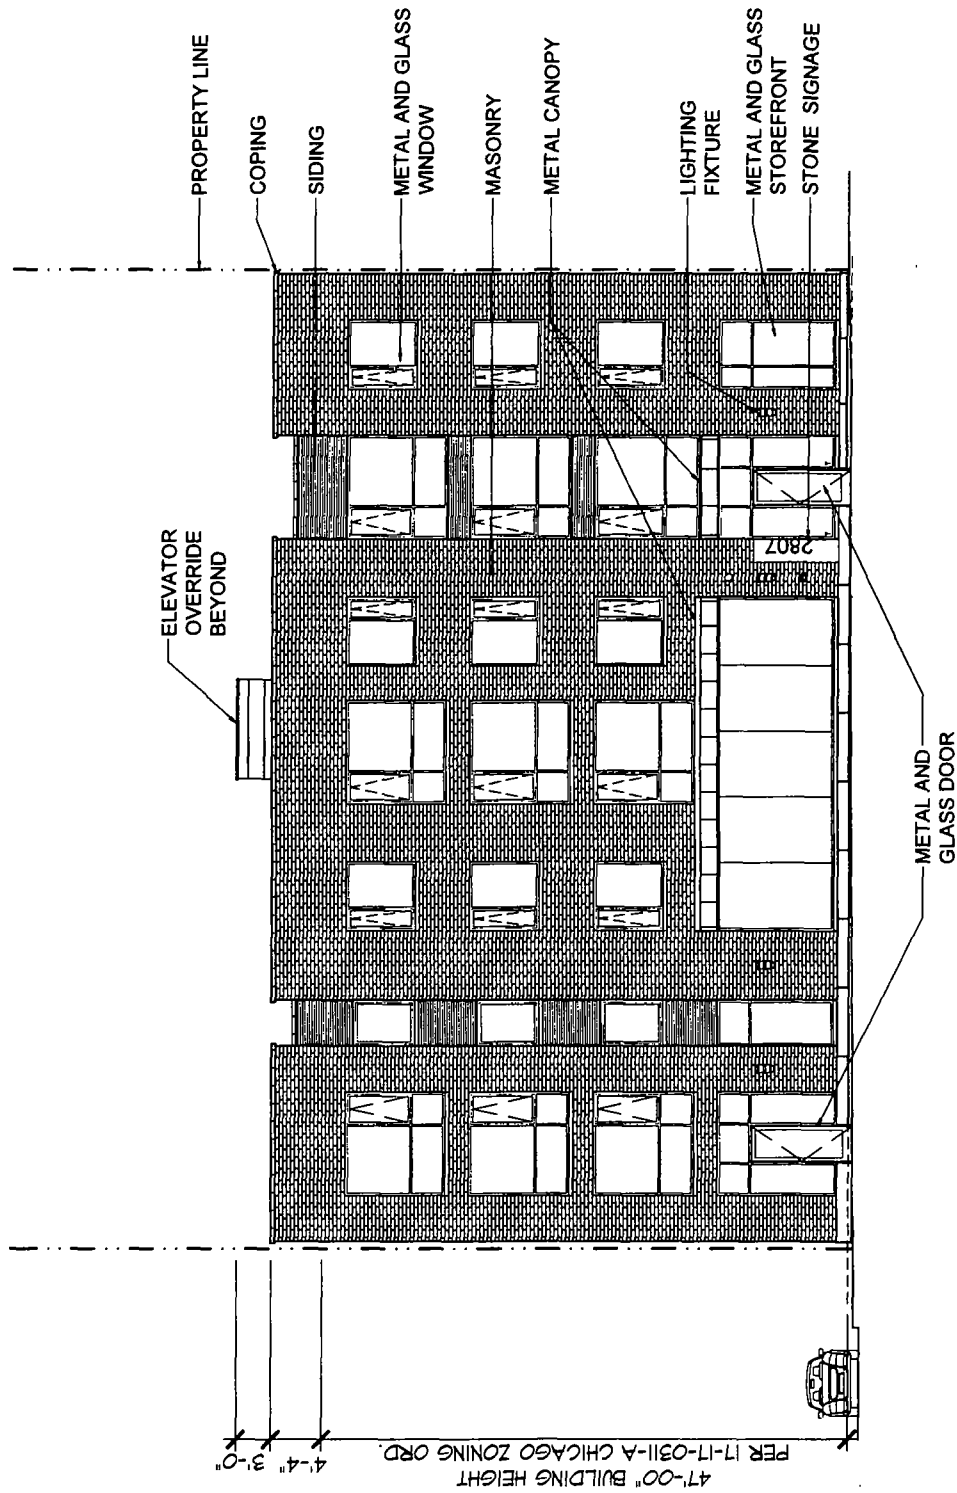 ELEVATOR
OVERRIDE
BEYOND
PROPERTY LINE
COPING
SIDING
METAL AND GLASS
WINDOW
MASONRY
METAL CANOPY
LIGHTING
FIXTURE
METAL AND GLASS
STOREFRONT
STONE SIGNAGE
2807
METAL AND
GLASS DOOR
3'-0"
4'-4"
47'-00" BUILDING HEIGHT
PER 17-17-0311-A CHICAGO ZONING ORD.